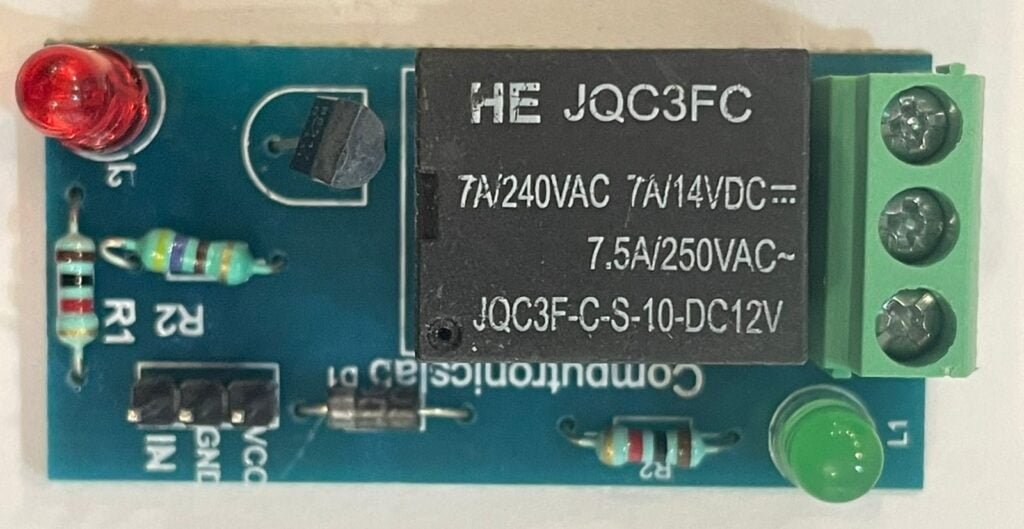 HE JQC3FC
7A/240VAC 7A/14VDC
7.5A/250VAC~
JQC3F-C-S-10-DC12V
R1
R2
Computronicslab
D1
IN
GND
VCC
R2
L1